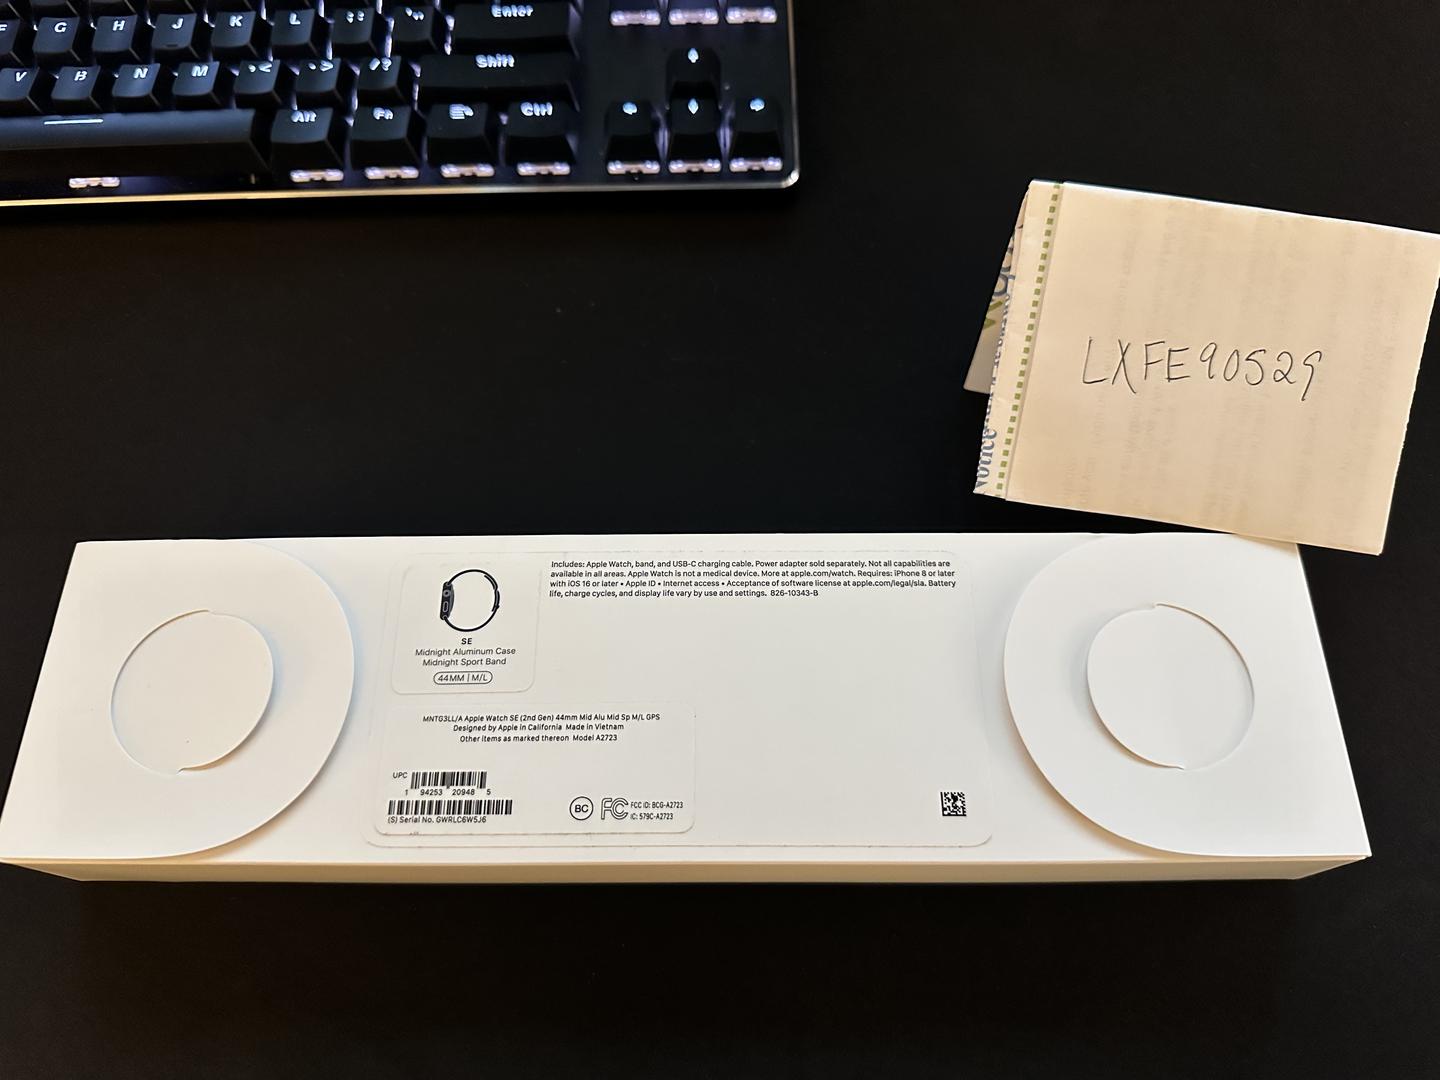 F G H J K L : ; " ' Enter
V B N M , < . > / ? Shift
Alt Fn Ctrl
LXFE90529
Notice
Includes: Apple Watch, band, and USB-C charging cable. Power adapter sold separately. Not all capabilities are
available in all areas. Apple Watch is not a medical device. More at apple.com/watch. Requires: iPhone 8 or later
with iOS 16 or later • Apple ID • Internet access • Acceptance of software license at apple.com/legal/sla. Battery
life, charge cycles, and display life vary by use and settings. 826-10343-B
SE
Midnight Aluminum Case
Midnight Sport Band
44MM | M/L
MNTG3LL/A Apple Watch SE (2nd Gen) 44mm Mid Alu Mid Sp M/L GPS
Designed by Apple in California Made in Vietnam
Other items as marked thereon Model A2723
UPC
1 94253 20948 5
(S) Serial No. GWRLC6W5J6
BC FC FCC ID: BCG-A2723
IC: 579C-A2723